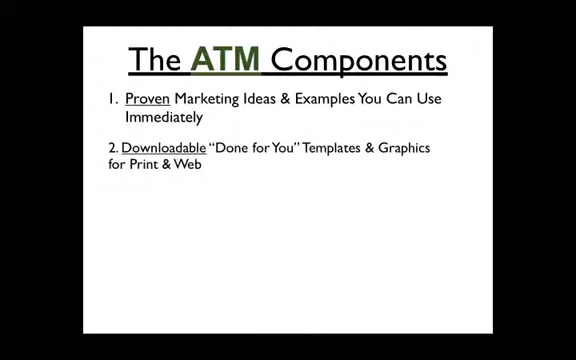 The ATM Components
1. Proven Marketing Ideas & Examples You Can Use
Immediately
2. Downloadable “Done for You” Templates & Graphics
for Print & Web